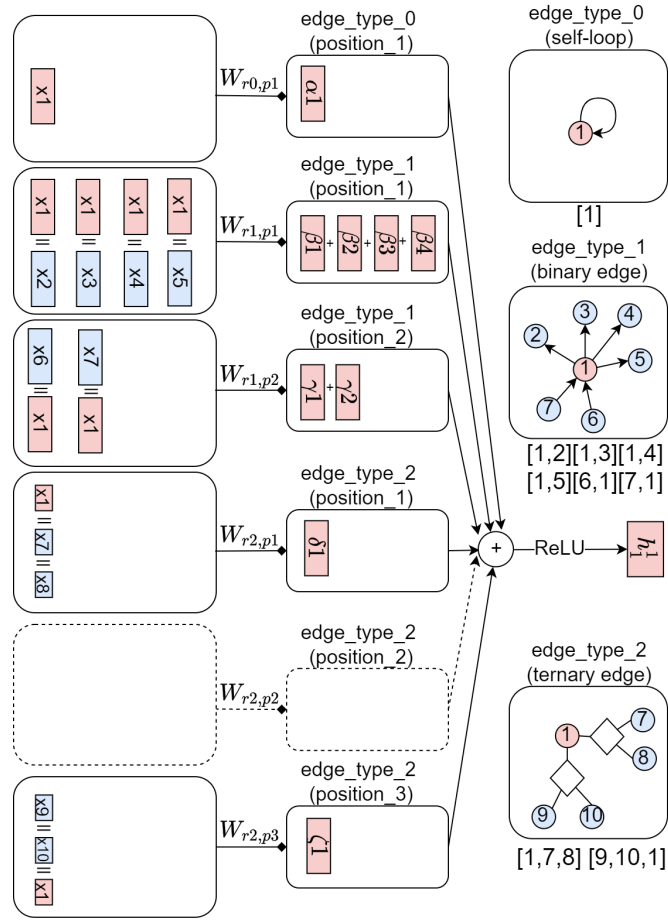 edge_type_0
(position_1)
x1
W_{r0,p1}
α1
edge_type_0
(self-loop)
1
[1]
edge_type_1
(position_1)
x1 x1 x1 x1
= = = =
x2 x3 x4 x5
W_{r1,p1}
β1 + β2 + β3 + β4
edge_type_1
(binary edge)
3
2 4
1 5
7 6
[1,2][1,3][1,4]
[1,5][6,1][7,1]
edge_type_1
(position_2)
x6 x7
= =
x1 x1
W_{r1,p2}
γ1 + γ2
edge_type_2
(position_1)
x1
=
x7
=
x8
W_{r2,p1}
δ1
+
ReLU
h_1^1
edge_type_2
(position_2)
W_{r2,p2}
edge_type_2
(ternary edge)
1 7
8
9 10
[1,7,8] [9,10,1]
edge_type_2
(position_3)
x9
=
x10
=
x1
W_{r2,p3}
ζ1